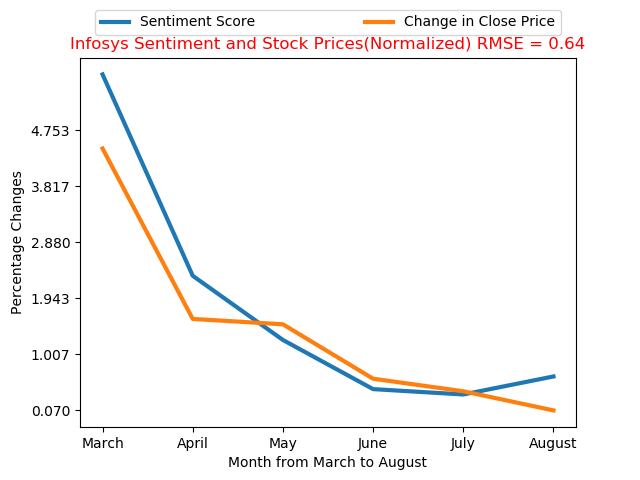 Sentiment Score Change in Close Price
Infosys Sentiment and Stock Prices(Normalized) RMSE = 0.64
Percentage Changes
4.753
3.817
2.880
1.943
1.007
0.070
March April May June July August
Month from March to August